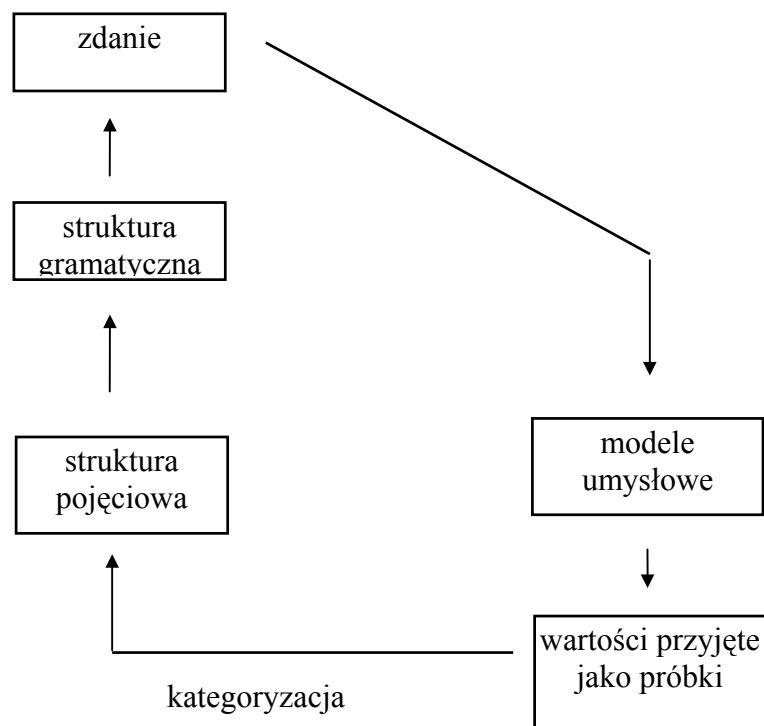 zdanie
struktura
gramatyczna
struktura
pojęciowa
modele
umysłowe
wartości przyjęte
jako próbki
kategoryzacja